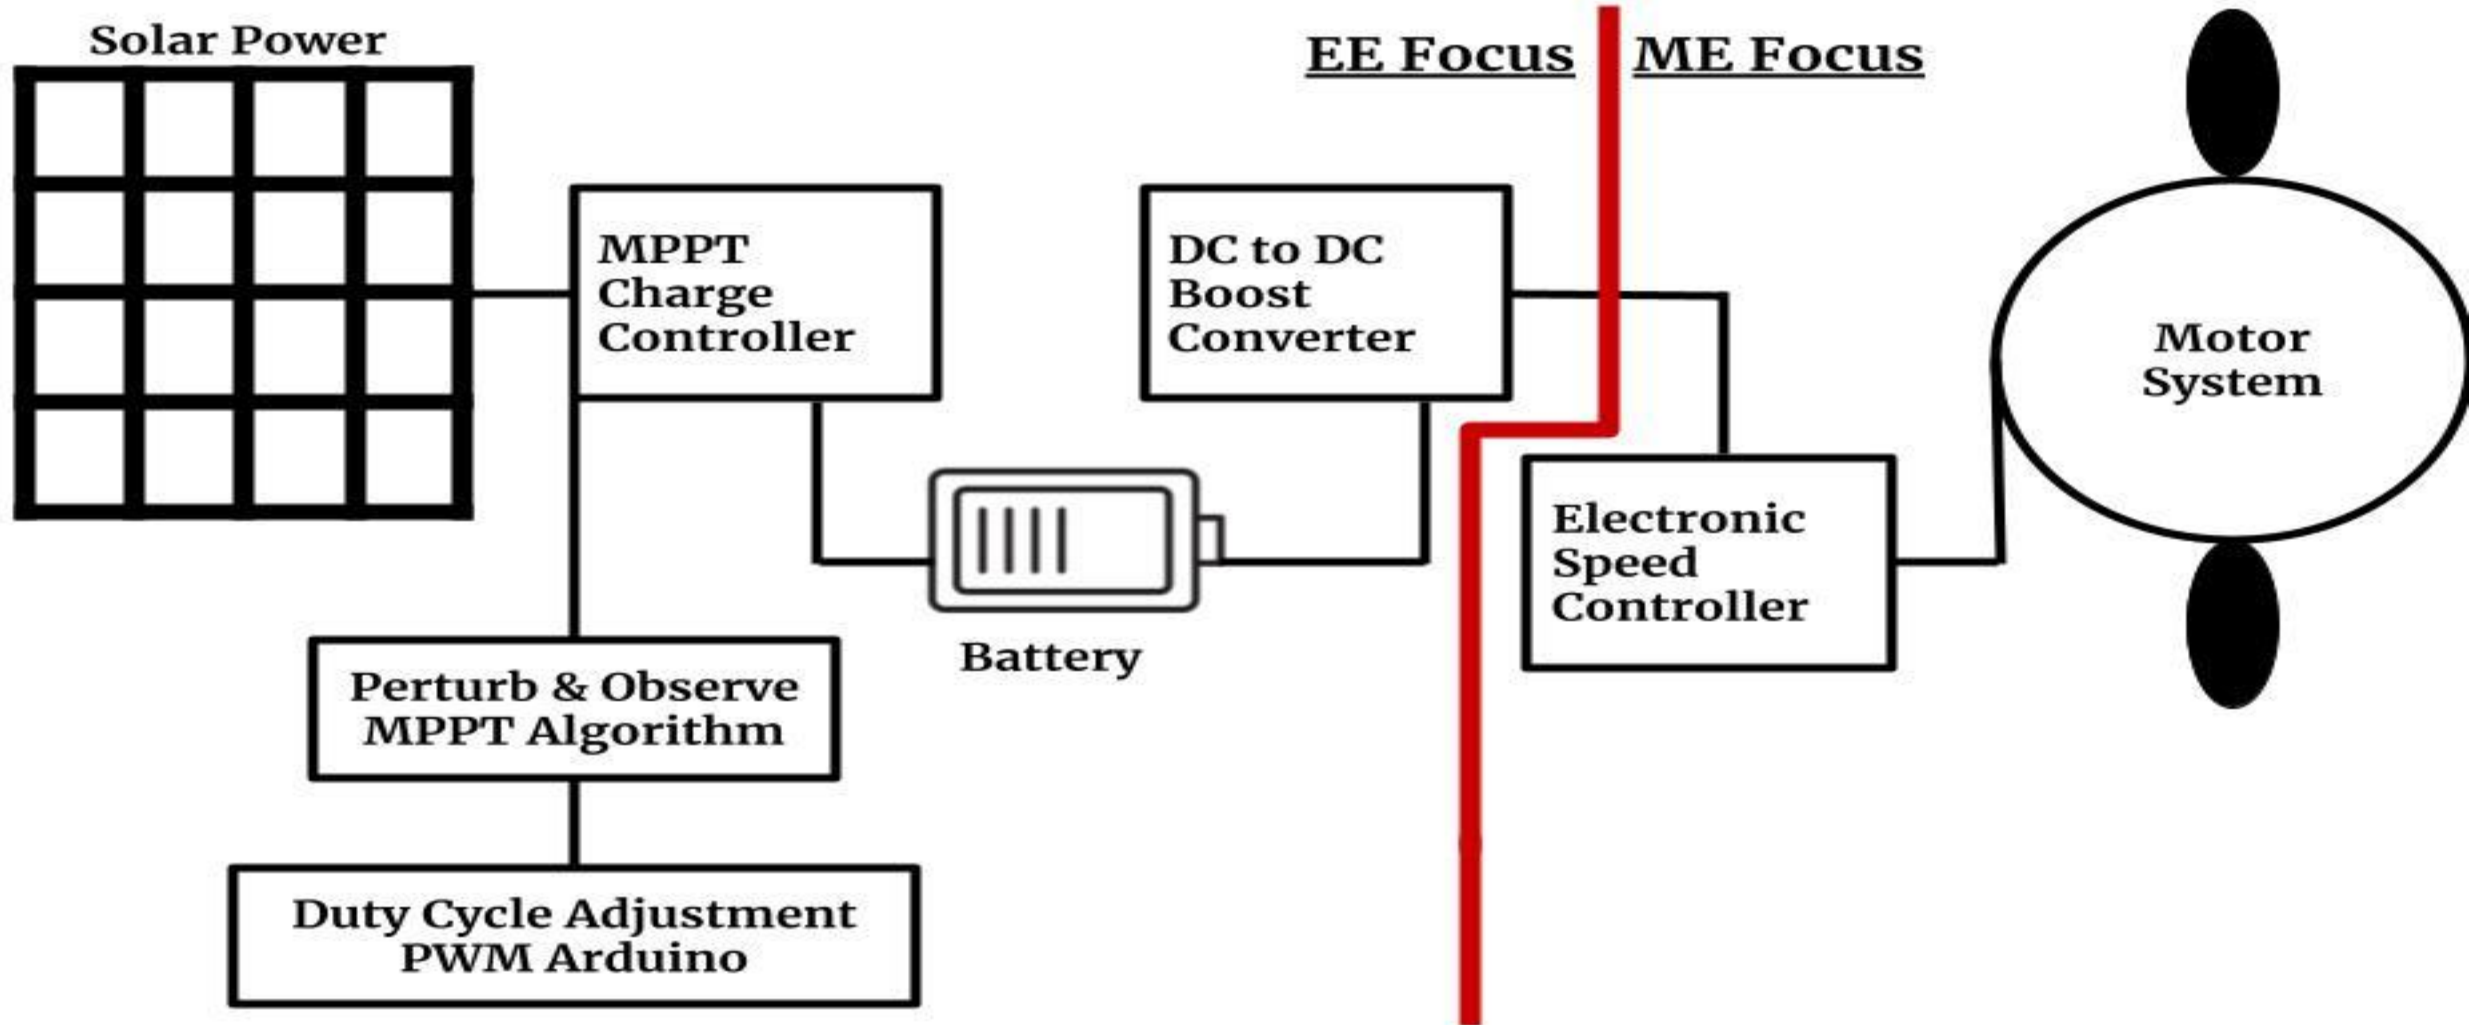 Solar Power
EE Focus
ME Focus
MPPT
Charge
Controller
DC to DC
Boost
Converter
Motor
System
Electronic
Speed
Controller
Battery
Perturb & Observe
MPPT Algorithm
Duty Cycle Adjustment
PWM Arduino